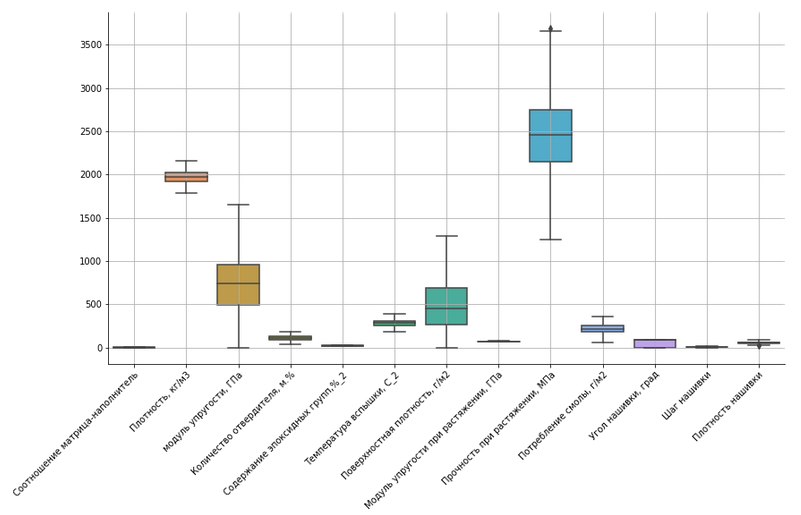 3500
3000
2500
2000
1500
1000
500
0
Соотношение матрица-наполнитель
Плотность, кг/м3
модуль упругости, ГПа
Количество отвердителя, м.%
Содержание эпоксидных групп,%_2
Температура вспышки, С_2
Поверхностная плотность, г/м2
Модуль упругости при растяжении, ГПа
Прочность при растяжении, МПа
Потребление смолы, г/м2
Угол нашивки, град
Шаг нашивки
Плотность нашивки